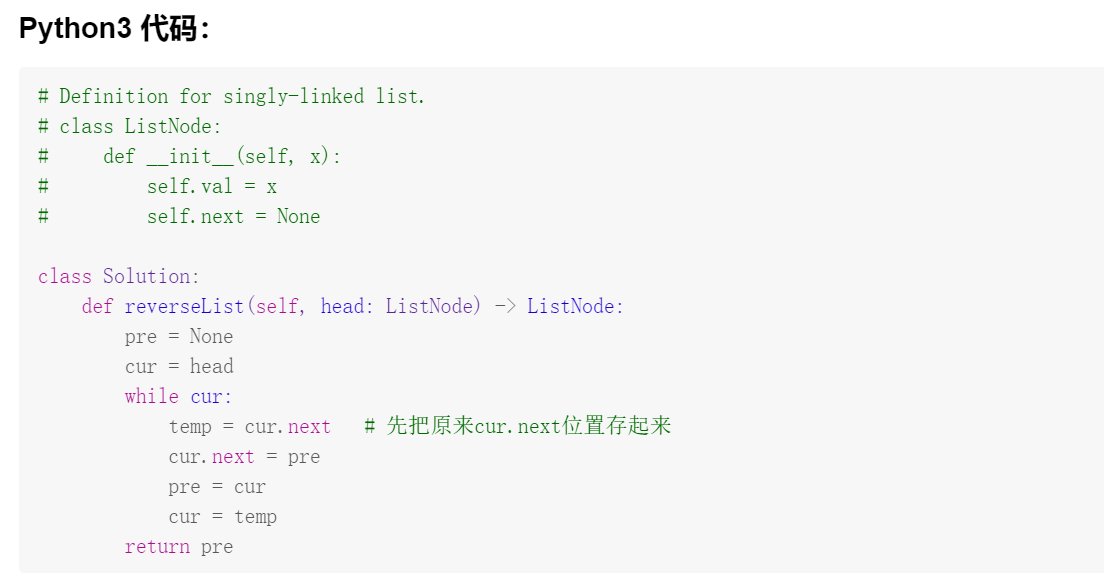 Python3 代码：
# Definition for singly-linked list.
# class ListNode:
#     def __init__(self, x):
#         self.val = x
#         self.next = None
class Solution:
    def reverseList(self, head: ListNode) -> ListNode:
        pre = None
        cur = head
        while cur:
            temp = cur.next   # 先把原来cur.next位置存起来
            cur.next = pre
            pre = cur
            cur = temp
        return pre